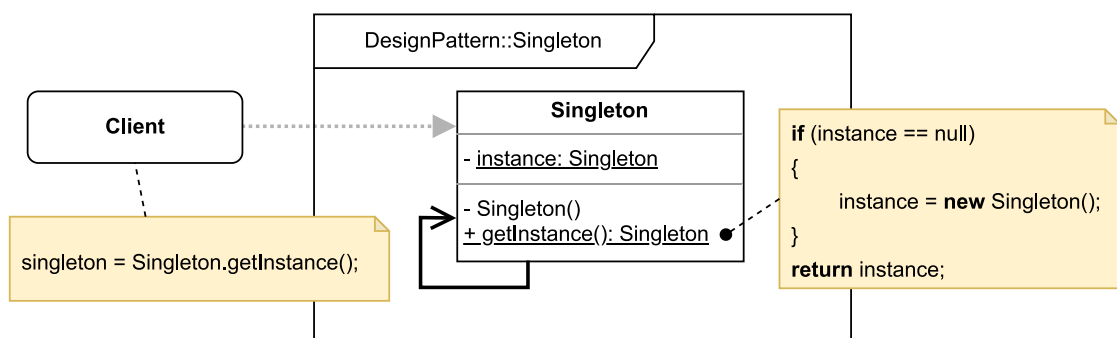 DesignPattern::Singleton
Client
singleton = Singleton.getInstance();
Singleton
- instance: Singleton
- Singleton()
+ getInstance(): Singleton
if (instance == null)
{
instance = new Singleton();
}
return instance;